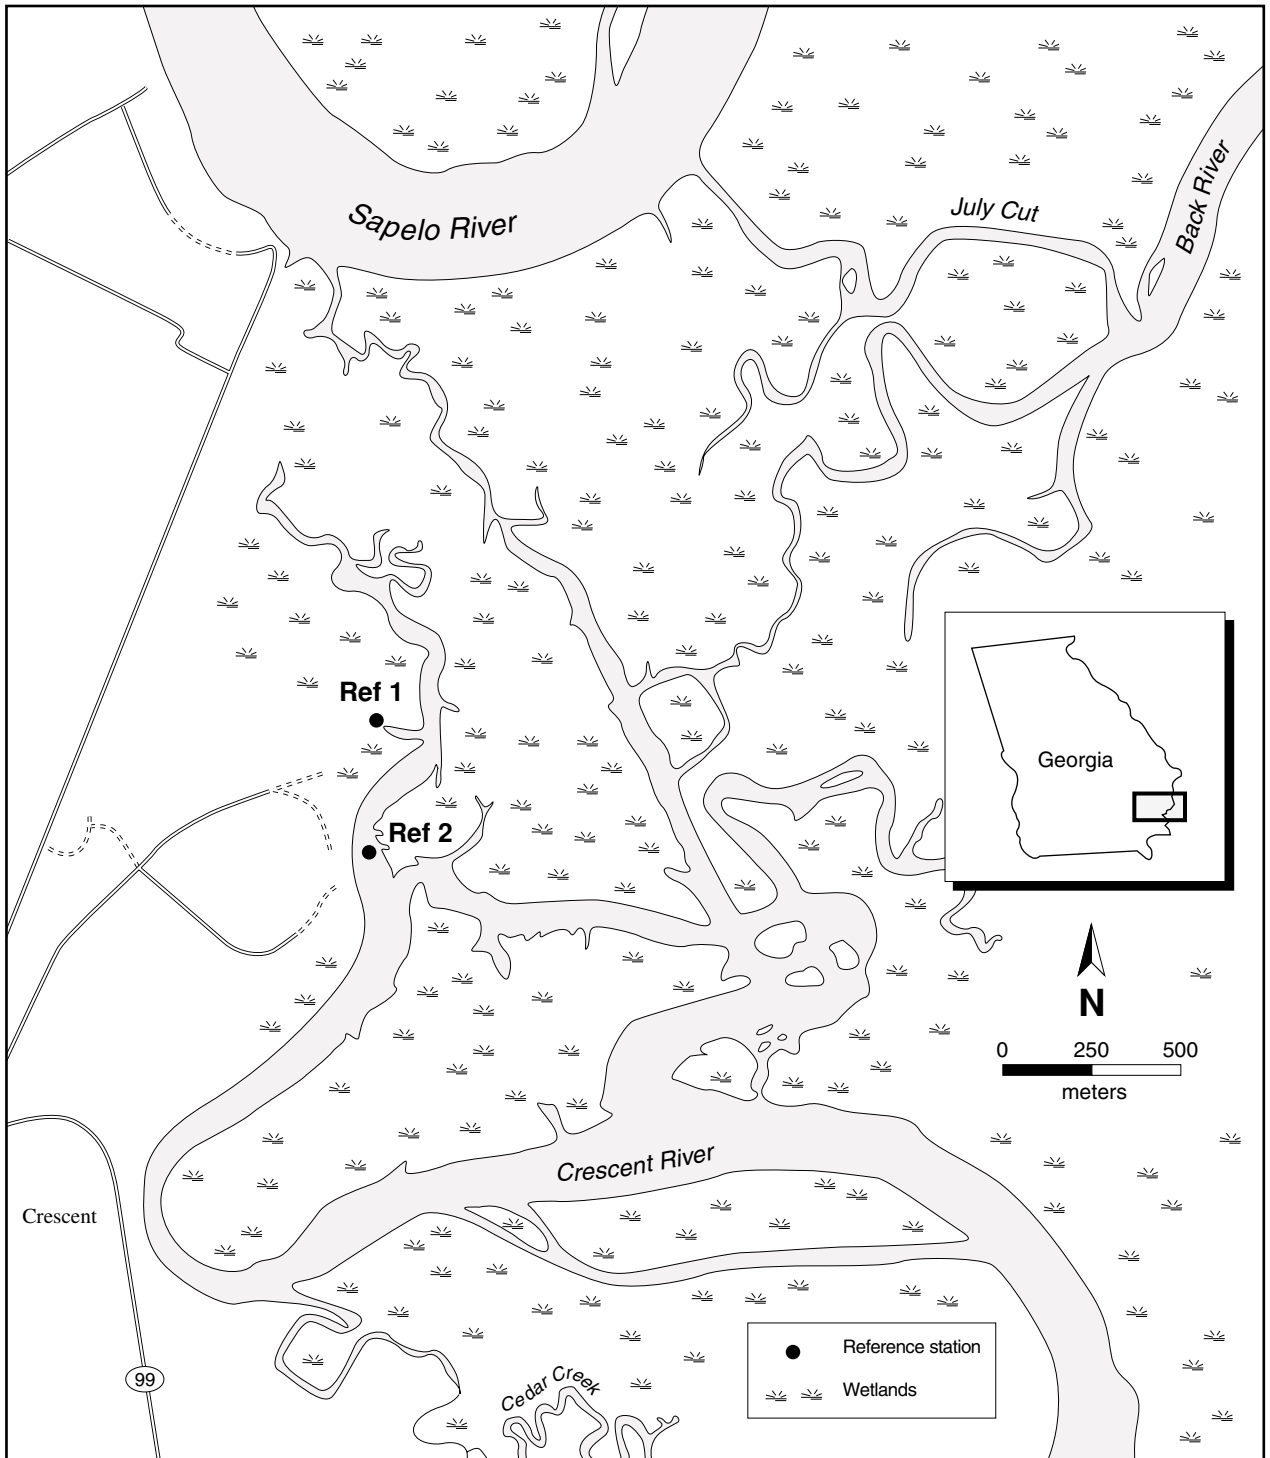 July Cut
Back River
Sapelo River
Ref 1
Georgia
Ref 2
N
0 250 500
meters
Crescent River
Crescent
Reference station
99
Wetlands
Cedar Creek